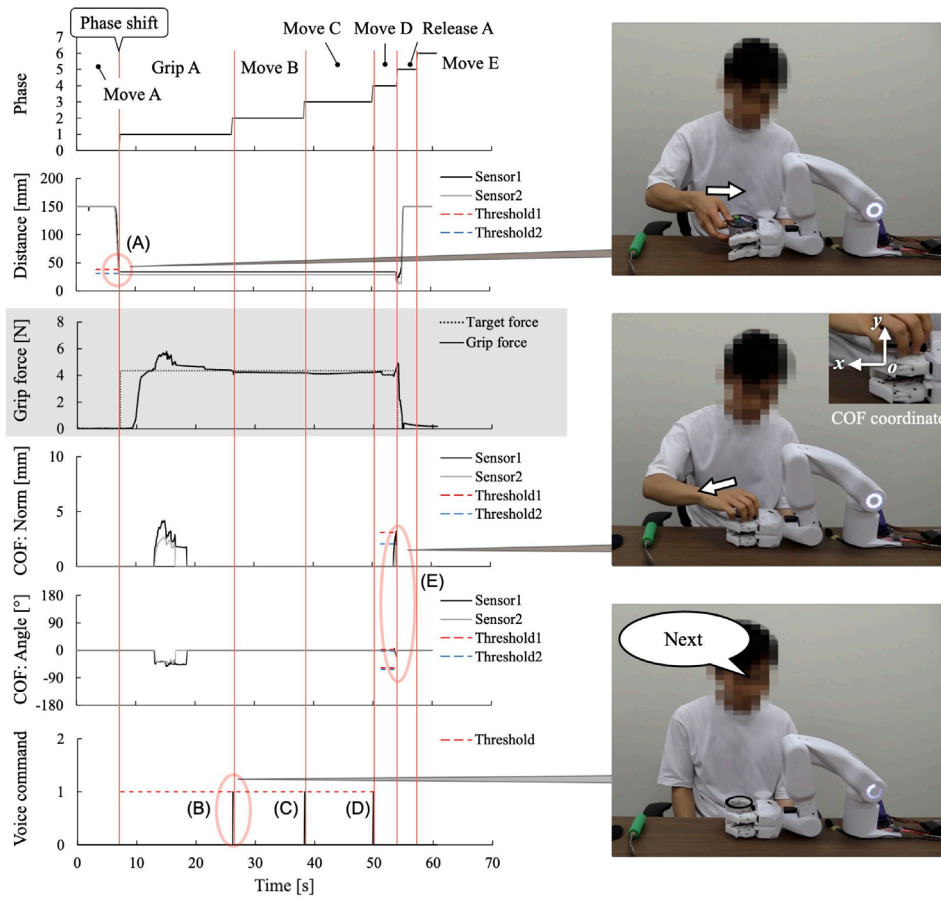 Phase shift
Move C
Move D
Release A
Grip A
Move B
Move E
Move A
Phase
7
6
5
4
3
2
1
0
Distance [mm]
200
150
100
50
0
Sensor1
Sensor2
Threshold1
Threshold2
(A)
Grip force [N]
8
6
4
2
0
Target force
Grip force
COF: Norm [mm]
10
5
0
Sensor1
Sensor2
Threshold1
Threshold2
(E)
COF: Angle [°]
180
90
0
-90
-180
Sensor1
Sensor2
Threshold1
Threshold2
Voice command
2
1
0
Threshold
(B)
(C)
(D)
0
10
20
30
40
50
60
70
Time [s]
y
x
o
COF coordinate
Next